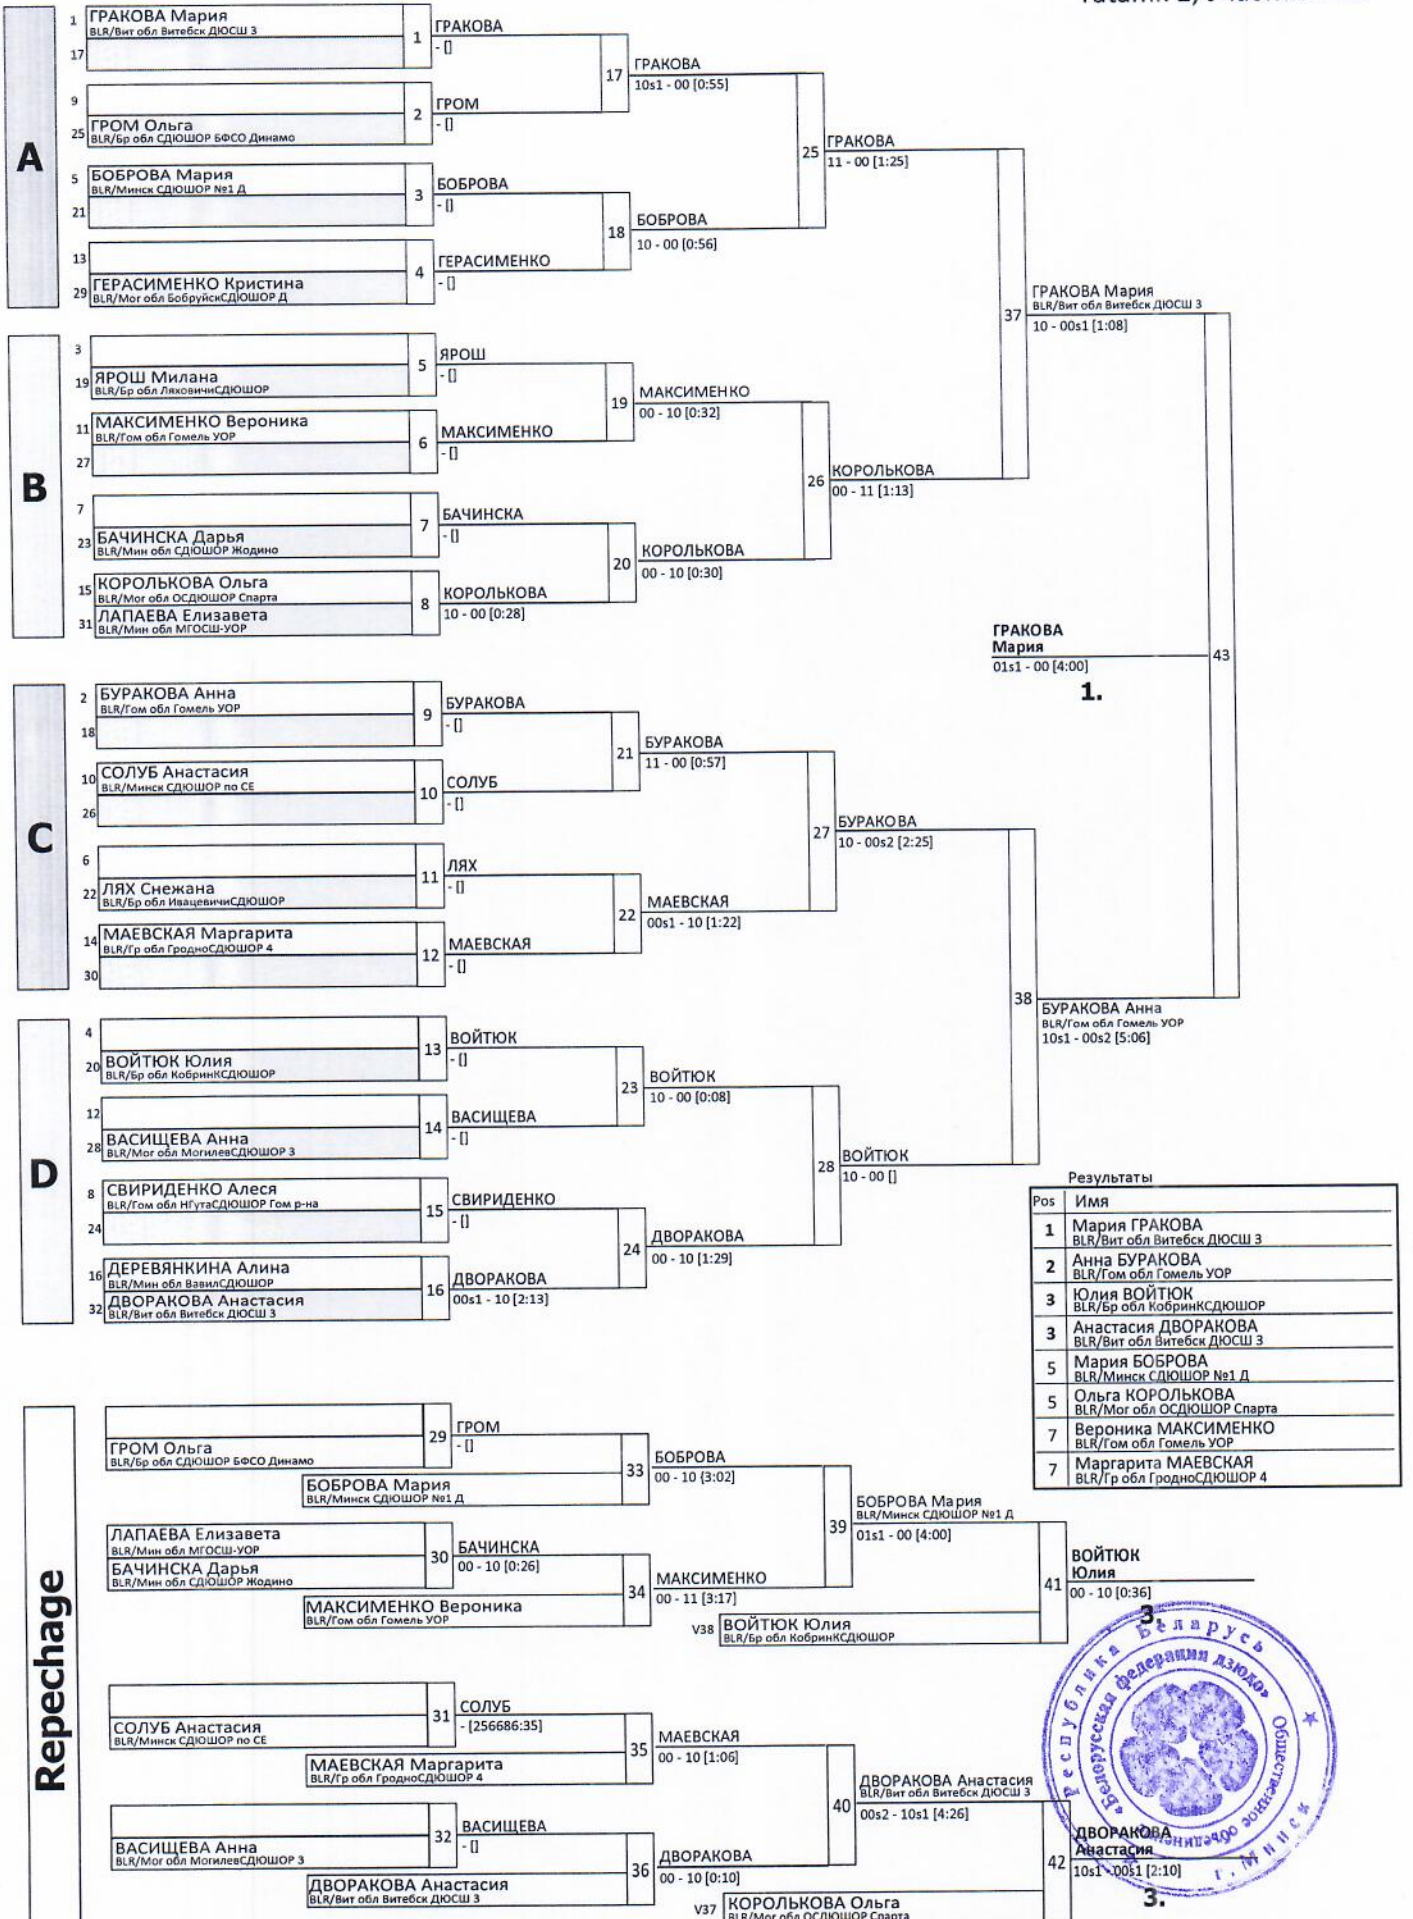 A
1 ГРАКОВА Мария
BLR/Вит обл Витебск ДЮСШ 3
17
1
ГРАКОВА
- []
9
25 ГРОМ Ольга
BLR/Бр обл СДЮШОР БФСО Динамо
2
ГРОМ
- []
17
ГРАКОВА
10s1 - 00 [0:55]
5 БОБРОВА Мария
BLR/Минск СДЮШОР №1 Д
21
3
БОБРОВА
- []
13
29 ГЕРАСИМЕНКО Кристина
BLR/Мог обл БобруйскСДЮШОР Д
4
ГЕРАСИМЕНКО
- []
18
БОБРОВА
10 - 00 [0:56]
25
ГРАКОВА
11 - 00 [1:25]
B
3
19 ЯРОШ Милана
BLR/Бр обл ЛяховичиСДЮШОР
5
ЯРОШ
- []
11 МАКСИМЕНКО Вероника
BLR/Гом обл Гомель УОР
27
6
МАКСИМЕНКО
- []
19
МАКСИМЕНКО
00 - 10 [0:32]
7
23 БАЧИНСКА Дарья
BLR/Мин обл СДЮШОР Жодино
7
БАЧИНСКА
- []
15 КОРОЛЬКОВА Ольга
BLR/Мог обл ОСДЮШОР Спарта
31 ЛАПАЕВА Елизавета
BLR/Мин обл МГОСШ-УОР
8
КОРОЛЬКОВА
10 - 00 [0:28]
20
КОРОЛЬКОВА
00 - 10 [0:30]
26
КОРОЛЬКОВА
00 - 11 [1:13]
37
ГРАКОВА Мария
BLR/Вит обл Витебск ДЮСШ 3
10 - 00s1 [1:08]
ГРАКОВА
Мария
01s1 - 00 [4:00]
1.
43
C
2 БУРАКОВА Анна
BLR/Гом обл Гомель УОР
18
9
БУРАКОВА
- []
10 СОЛУБ Анастасия
BLR/Минск СДЮШОР по СЕ
26
10
СОЛУБ
- []
21
БУРАКОВА
11 - 00 [0:57]
6
22 ЛЯХ Снежана
BLR/Бр обл ИвацевичиСДЮШОР
11
ЛЯХ
- []
14 МАЕВСКАЯ Маргарита
BLR/Гр обл ГродноСДЮШОР 4
30
12
МАЕВСКАЯ
- []
22
МАЕВСКАЯ
00s1 - 10 [1:22]
27
БУРАКОВА
10 - 00s2 [2:25]
D
4
20 ВОЙТЮК Юлия
BLR/Бр обл КобринКСДЮШОР
13
ВОЙТЮК
- []
12
28 ВАСИЩЕВА Анна
BLR/Мог обл МогилевСДЮШОР 3
14
ВАСИЩЕВА
- []
23
ВОЙТЮК
10 - 00 [0:08]
8 СВИРИДЕНКО Алеся
BLR/Гом обл НГутаСДЮШОР Гом р-на
24
15
СВИРИДЕНКО
- []
16 ДЕРЕВЯНКИНА Алина
BLR/Мин обл ВавилСДЮШОР
32 ДВОРАКОВА Анастасия
BLR/Вит обл Витебск ДЮСШ 3
16
ДВОРАКОВА
00s1 - 10 [2:13]
24
ДВОРАКОВА
00 - 10 [1:29]
28
ВОЙТЮК
10 - 00 []
38
БУРАКОВА Анна
BLR/Гом обл Гомель УОР
10s1 - 00s2 [5:06]
Результаты
Pos Имя
1 Мария ГРАКОВА
BLR/Вит обл Витебск ДЮСШ 3
2 Анна БУРАКОВА
BLR/Гом обл Гомель УОР
3 Юлия ВОЙТЮК
BLR/Бр обл КобринКСДЮШОР
3 Анастасия ДВОРАКОВА
BLR/Вит обл Витебск ДЮСШ 3
5 Мария БОБРОВА
BLR/Минск СДЮШОР №1 Д
5 Ольга КОРОЛЬКОВА
BLR/Мог обл ОСДЮШОР Спарта
7 Вероника МАКСИМЕНКО
BLR/Гом обл Гомель УОР
7 Маргарита МАЕВСКАЯ
BLR/Гр обл ГродноСДЮШОР 4
Repechage
ГРОМ Ольга
BLR/Бр обл СДЮШОР БФСО Динамо
29
ГРОМ
- []
БОБРОВА Мария
BLR/Минск СДЮШОР №1 Д
33
БОБРОВА
00 - 10 [3:02]
ЛАПАЕВА Елизавета
BLR/Мин обл МГОСШ-УОР
БАЧИНСКА Дарья
BLR/Мин обл СДЮШОР Жодино
30
БАЧИНСКА
00 - 10 [0:26]
МАКСИМЕНКО Вероника
BLR/Гом обл Гомель УОР
34
МАКСИМЕНКО
00 - 11 [3:17]
39
БОБРОВА Мария
BLR/Минск СДЮШОР №1 Д
01s1 - 00 [4:00]
V38 ВОЙТЮК Юлия
BLR/Бр обл КобринКСДЮШОР
41
ВОЙТЮК
Юлия
00 - 10 [0:36]
3.
СОЛУБ Анастасия
BLR/Минск СДЮШОР по СЕ
31
СОЛУБ
- [256686:35]
МАЕВСКАЯ Маргарита
BLR/Гр обл ГродноСДЮШОР 4
35
МАЕВСКАЯ
00 - 10 [1:06]
ВАСИЩЕВА Анна
BLR/Мог обл МогилевСДЮШОР 3
32
ВАСИЩЕВА
- []
ДВОРАКОВА Анастасия
BLR/Вит обл Витебск ДЮСШ 3
36
ДВОРАКОВА
00 - 10 [0:10]
40
ДВОРАКОВА Анастасия
BLR/Вит обл Витебск ДЮСШ 3
00s2 - 10s1 [4:26]
V37 КОРОЛЬКОВА Ольга
BLR/Мог обл ОСДЮШОР Спарта
42
ДВОРАКОВА
Анастасия
10s1 - 00s1 [2:10]
3.
Республика Беларусь
г. Минск
Общественное объединение
«Белорусская федерация дзюдо»